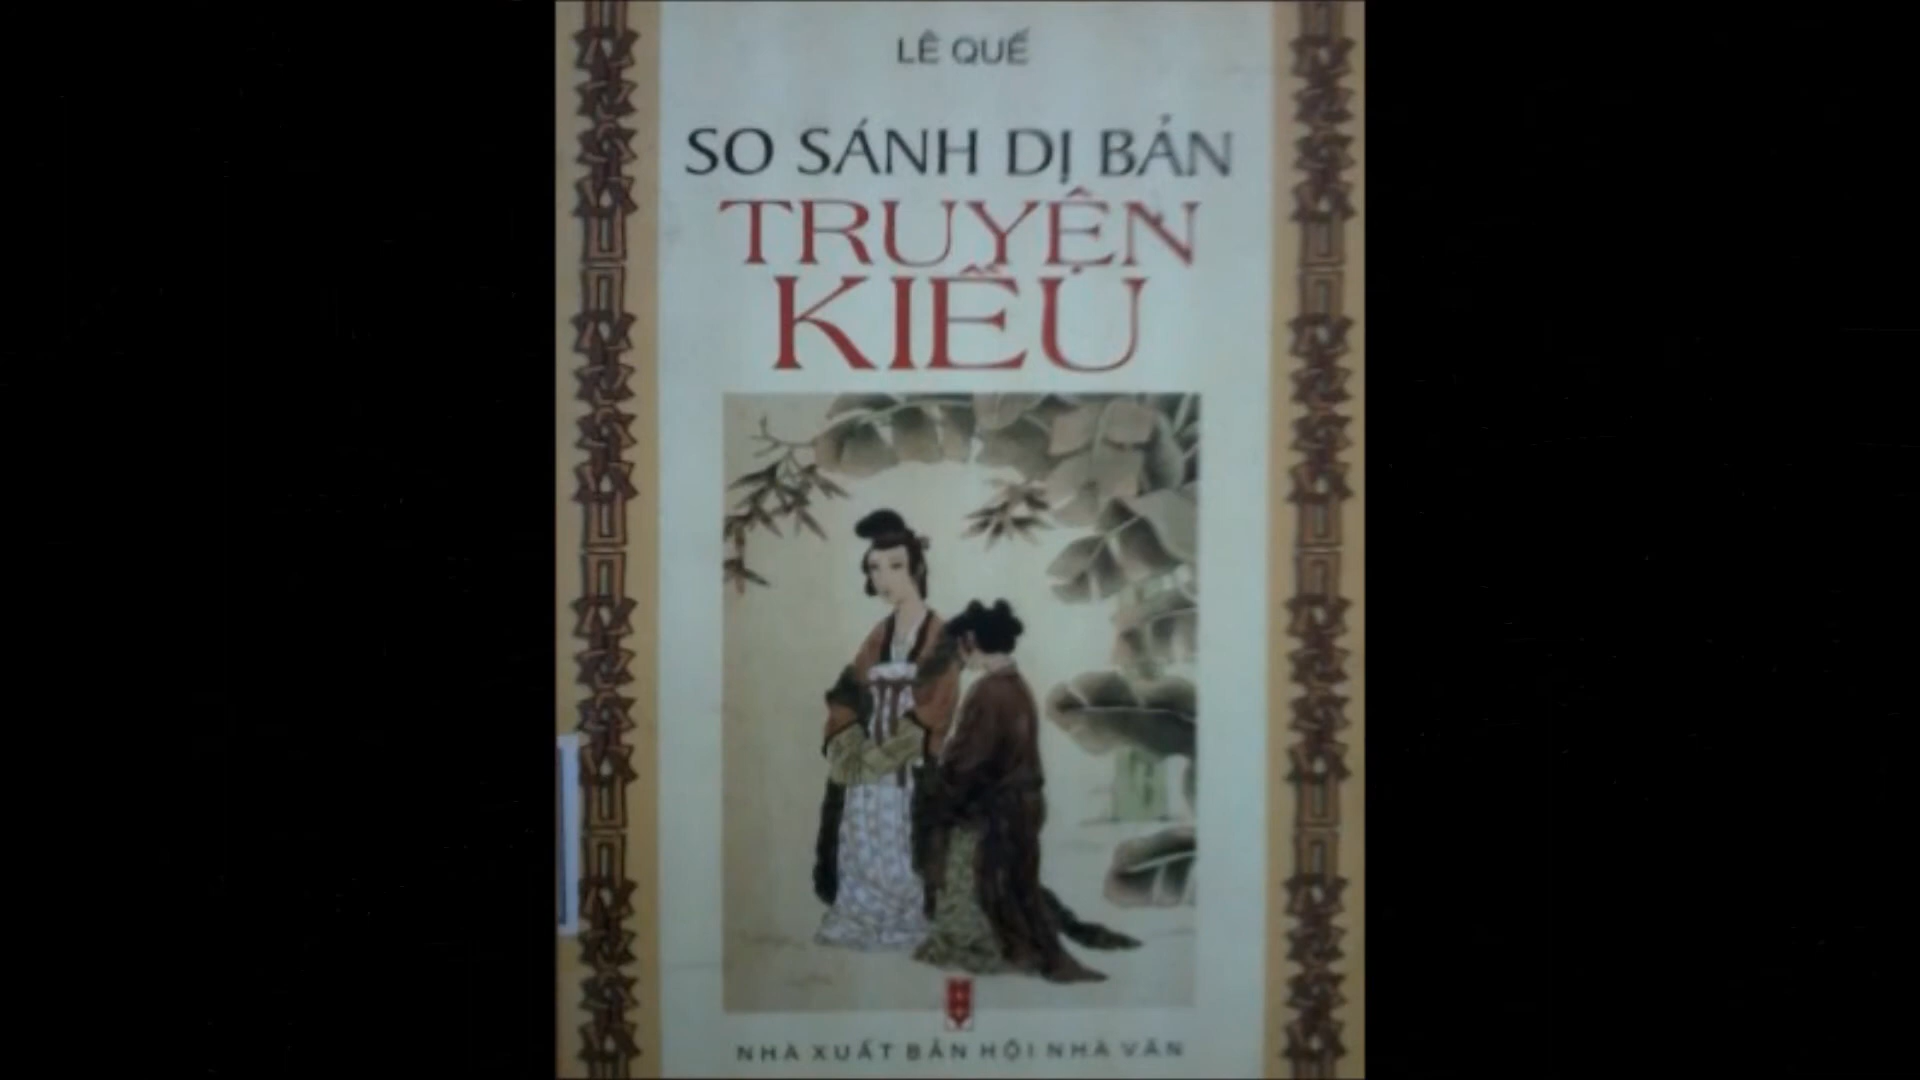 LÊ QUẾ
SO SÁNH DỊ BẢN
TRUYỆN
KIỀU
NHÀ XUẤT BẢN HỘI NHÀ VĂN